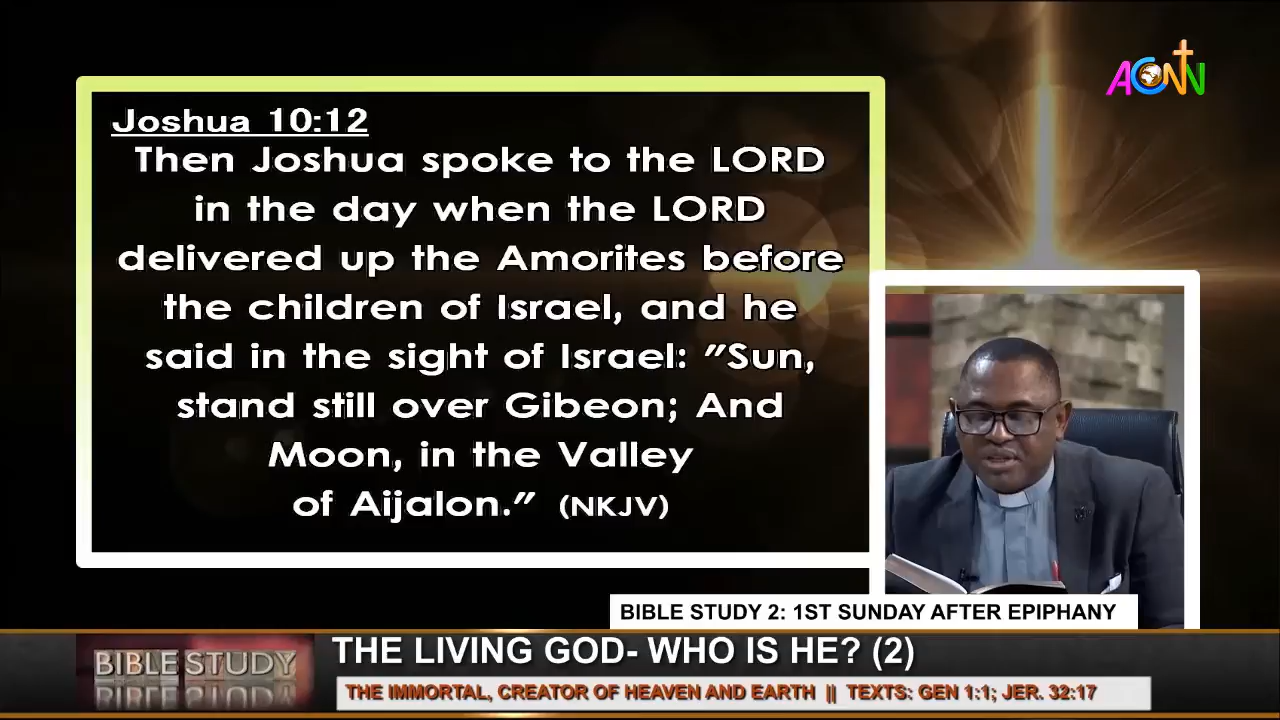 ACNN
Joshua 10:12
Then Joshua spoke to the LORD
in the day when the LORD
delivered up the Amorites before
the children of Israel, and he
said in the sight of Israel: "Sun,
stand still over Gibeon; And
Moon, in the Valley
of Aijalon." (NKJV)
BIBLE STUDY 2: 1ST SUNDAY AFTER EPIPHANY
BIBLE STUDY
THE LIVING GOD- WHO IS HE? (2)
THE IMMORTAL, CREATOR OF HEAVEN AND EARTH || TEXTS: GEN 1:1; JER. 32:17